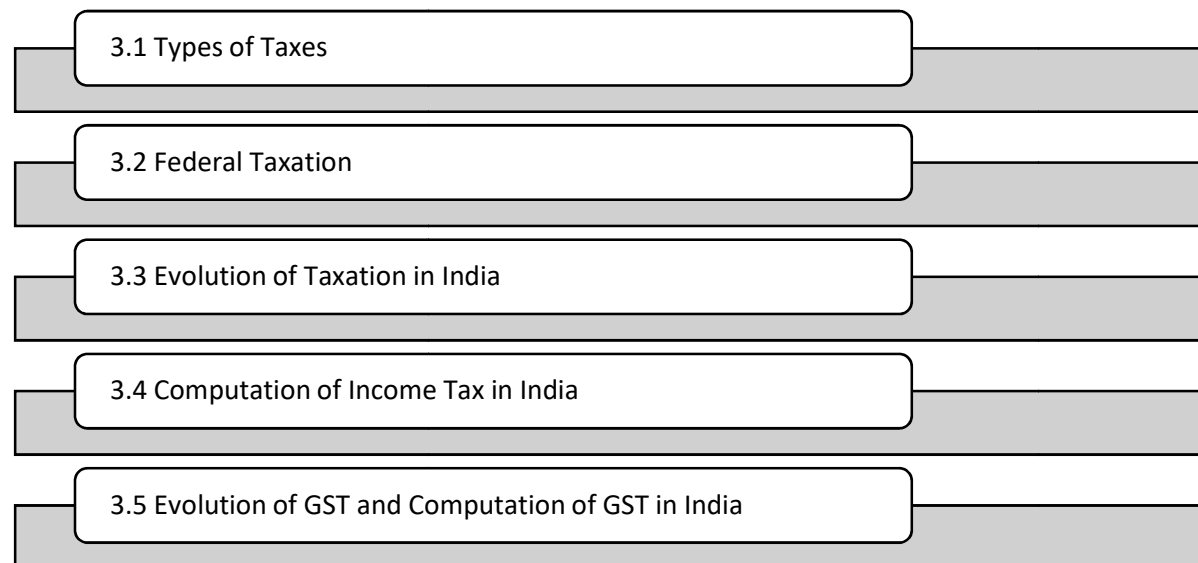 3.1 Types of Taxes
3.2 Federal Taxation
3.3 Evolution of Taxation in India
3.4 Computation of Income Tax in India
3.5 Evolution of GST and Computation of GST in India